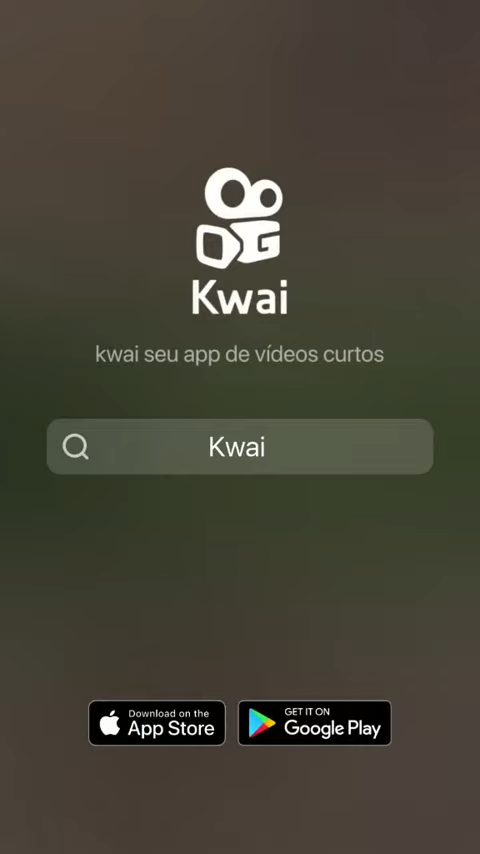 Kwai
kwai seu app de vídeos curtos
Kwai
Download on the
App Store
GET IT ON
Google Play